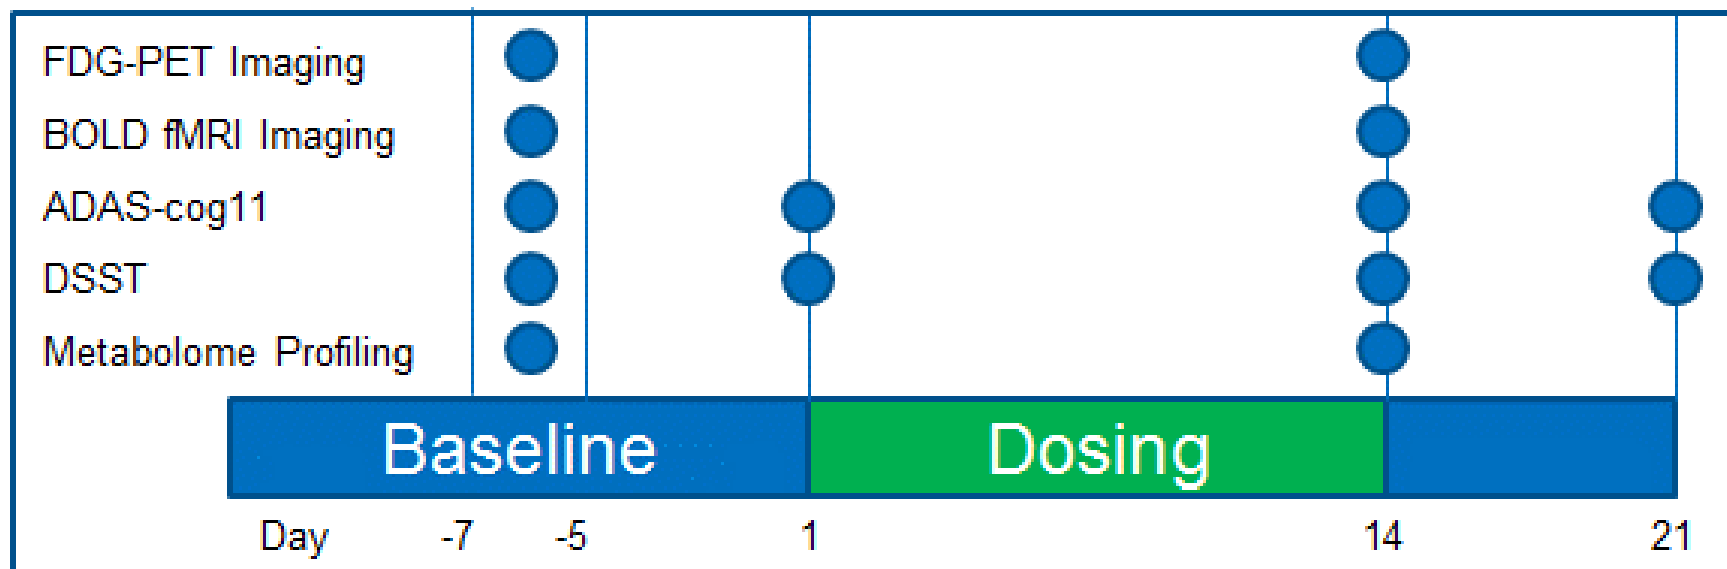 FDG-PET Imaging
BOLD fMRI Imaging
ADAS-cog11
DSST
Metabolome Profiling
Baseline Dosing
Day -7 -5 1 14 21